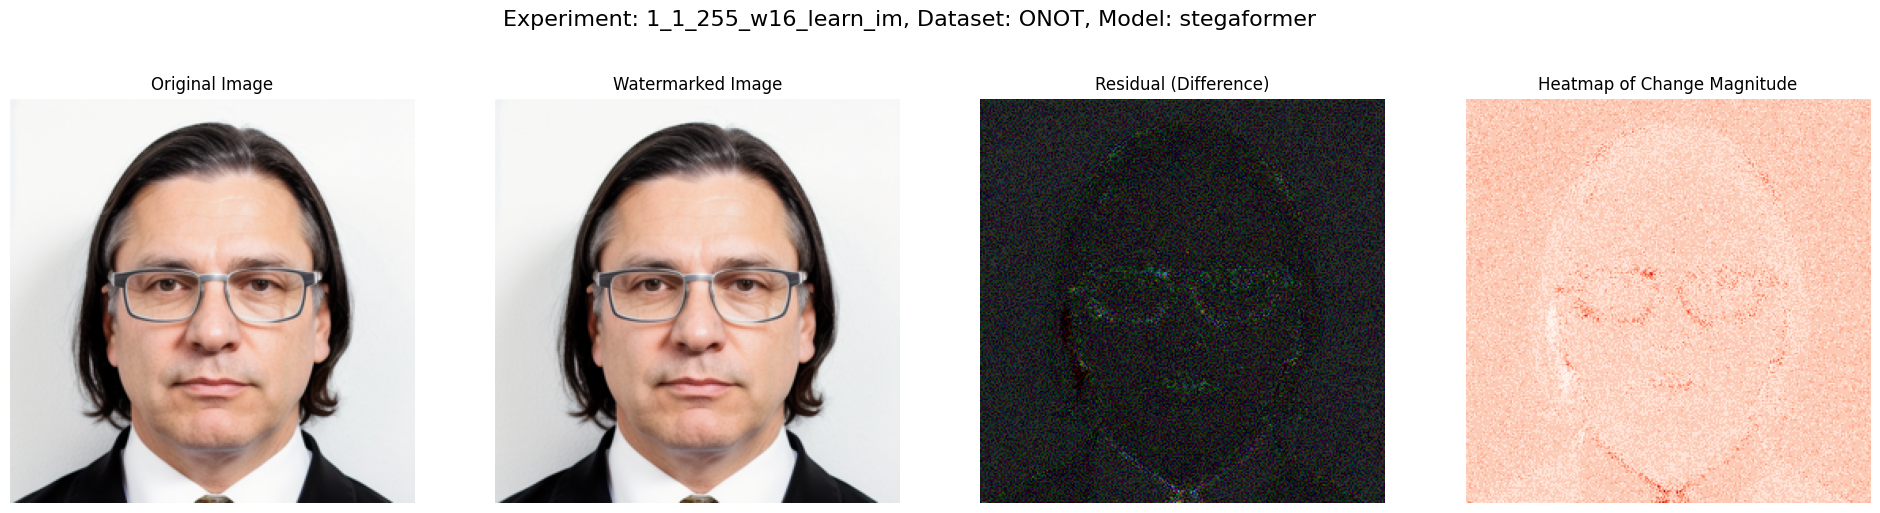 Experiment: 1_1_255_w16_learn_im, Dataset: ONOT, Model: stegaformer
Original Image
Watermarked Image
Residual (Difference)
Heatmap of Change Magnitude